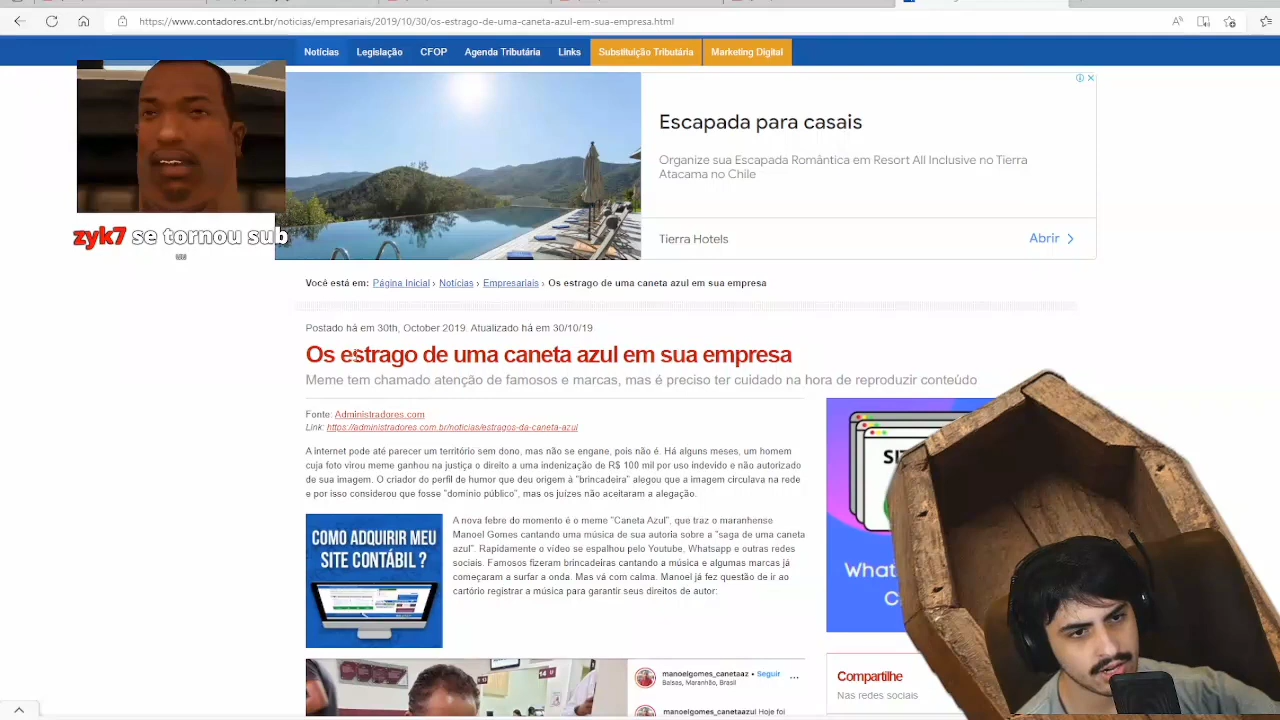 https://www.contadores.cnt.br/noticias/empresariais/2019/10/30/os-estrago-de-uma-caneta-azul-em-sua-empresa.html
Notícias Legislação CFOP Agenda Tributária Links Substituição Tributária Marketing Digital
Escapada para casais
Organize sua Escapada Romântica em Resort All Inclusive no Tierra
Atacama no Chile
Tierra Hotels Abrir
zyk7 se tornou sub
Você está em: Página Inicial › Notícias › Empresariais › Os estrago de uma caneta azul em sua empresa
Postado há em 30th, October 2019. Atualizado há em 30/10/19
Os estrago de uma caneta azul em sua empresa
Meme tem chamado atenção de famosos e marcas, mas é preciso ter cuidado na hora de reproduzir conteúdo
Fonte: Administradores.com
Link: https://administradores.com.br/noticias/estragos-da-caneta-azul
A internet pode até parecer um território sem dono, mas não se engane, pois não é. Há alguns meses, um homem
cuja foto virou meme ganhou na justiça o direito a uma indenização de R$ 100 mil por uso indevido e não autorizado
de sua imagem. O criador do perfil de humor que deu origem à "brincadeira" alegou que a imagem circulava na rede
e por isso considerou que fosse "domínio público", mas os juízes não aceitaram a alegação.
COMO ADQUIRIR MEU
SITE CONTÁBIL ?
A nova febre do momento é o meme "Caneta Azul", que traz o maranhense
Manoel Gomes cantando uma música de sua autoria sobre a "saga de uma caneta
azul". Rapidamente o vídeo se espalhou pelo Youtube, Whatsapp e outras redes
sociais. Famosos fizeram brincadeiras cantando a música e algumas marcas já
começaram a surfar a onda. Mas vá com calma. Manoel já fez questão de ir ao
cartório registrar a música para garantir seus direitos de autor:
SIT
What
C
manoelgomes_canetaaz • Seguir
Balsas, Maranhão, Brasil
manoelgomes_canetaazul Hoje foi
Compartilhe
Nas redes sociais